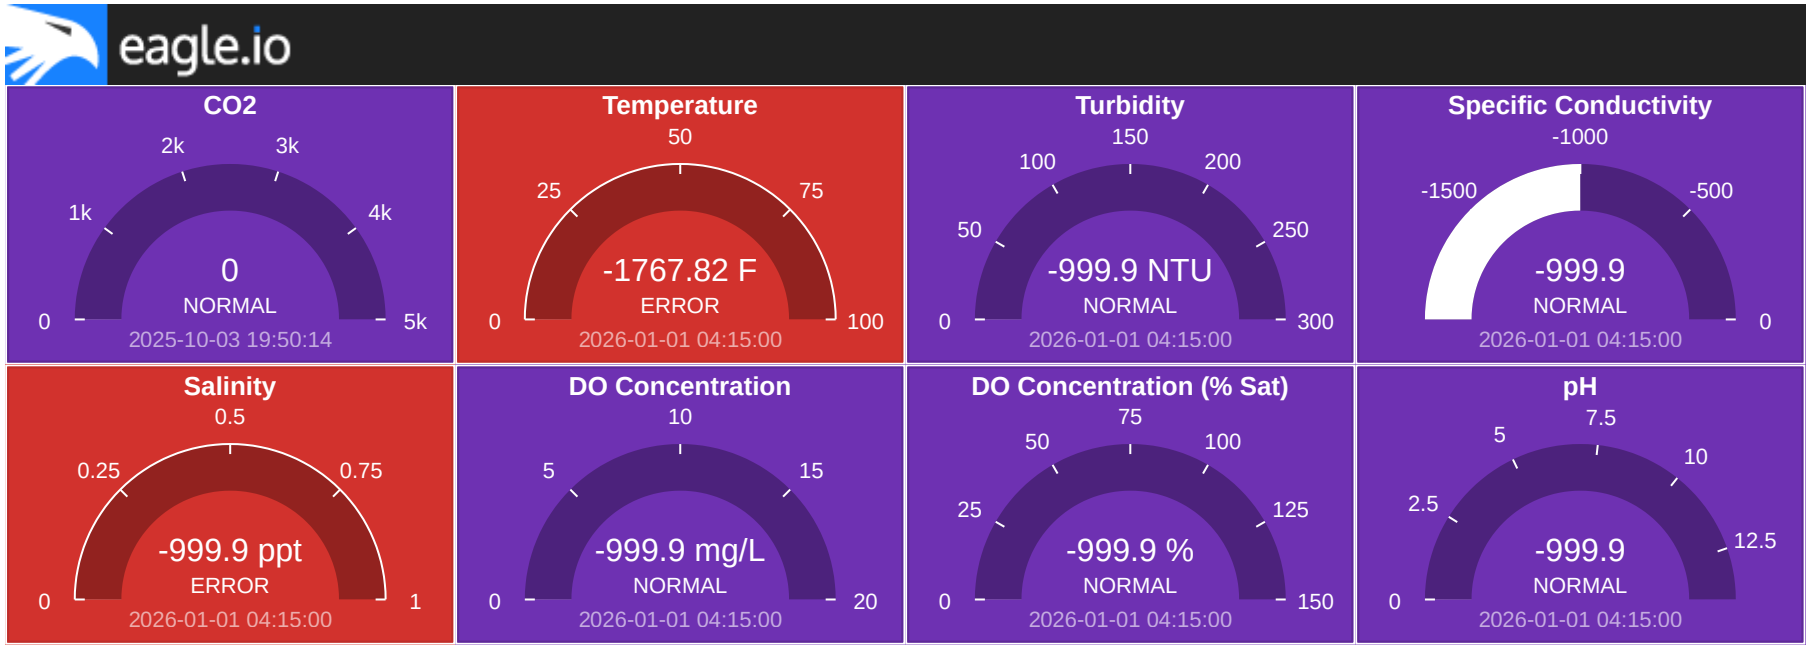 eagle.io
CO2
2k
3k
1k
4k
0
NORMAL
0
5k
2025-10-03 19:50:14
Temperature
50
25
75
-1767.82 F
ERROR
0
100
2026-01-01 04:15:00
Turbidity
150
100
200
50
250
-999.9 NTU
NORMAL
0
300
2026-01-01 04:15:00
Specific Conductivity
-1000
-1500
-500
-999.9
NORMAL
0
2026-01-01 04:15:00
Salinity
0.5
0.25
0.75
-999.9 ppt
ERROR
0
1
2026-01-01 04:15:00
DO Concentration
10
5
15
-999.9 mg/L
NORMAL
0
20
2026-01-01 04:15:00
DO Concentration (% Sat)
75
50
100
25
125
-999.9 %
NORMAL
0
150
2026-01-01 04:15:00
pH
7.5
5
10
2.5
12.5
-999.9
NORMAL
0
2026-01-01 04:15:00